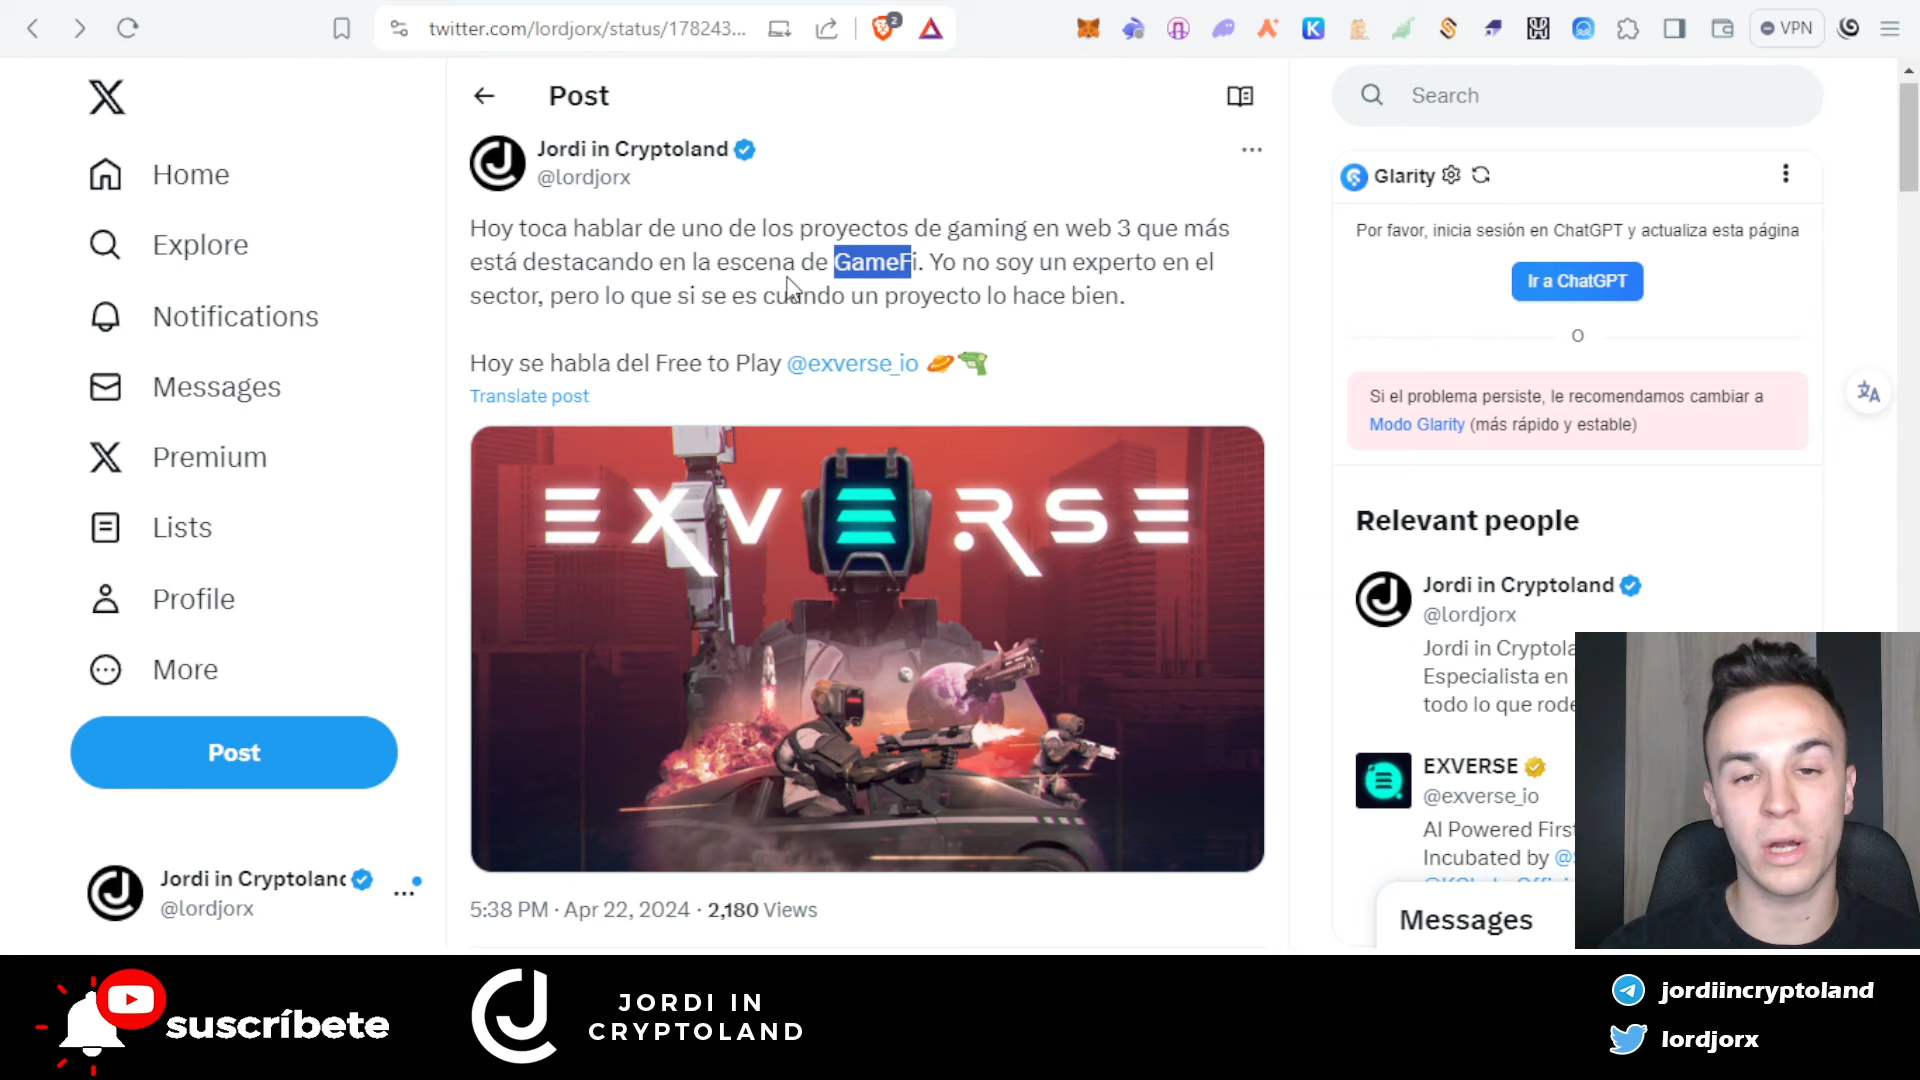 twitter.com/lordjorx/status/178243...
2
VPN
Home
Explore
Notifications
Messages
Premium
Lists
Profile
More
Post
Jordi in Cryptolanc
@lordjorx
...
Post
Jordi in Cryptoland
@lordjorx
Hoy toca hablar de uno de los proyectos de gaming en web 3 que más
está destacando en la escena de GameFi. Yo no soy un experto en el
sector, pero lo que si se es cuando un proyecto lo hace bien.
Hoy se habla del Free to Play @exverse_io
Translate post
EXVERSE
5:38 PM · Apr 22, 2024 · 2,180 Views
Search
Glarity
Por favor, inicia sesión en ChatGPT y actualiza esta página
Ir a ChatGPT
O
Si el problema persiste, le recomendamos cambiar a
Modo Glarity (más rápido y estable)
Relevant people
Jordi in Cryptoland
@lordjorx
Jordi in Cryptola
Especialista en
todo lo que rode
EXVERSE
@exverse_io
AI Powered First
Incubated by @
Messages
suscríbete
JORDI IN
CRYPTOLAND
jordiincryptoland
lordjorx